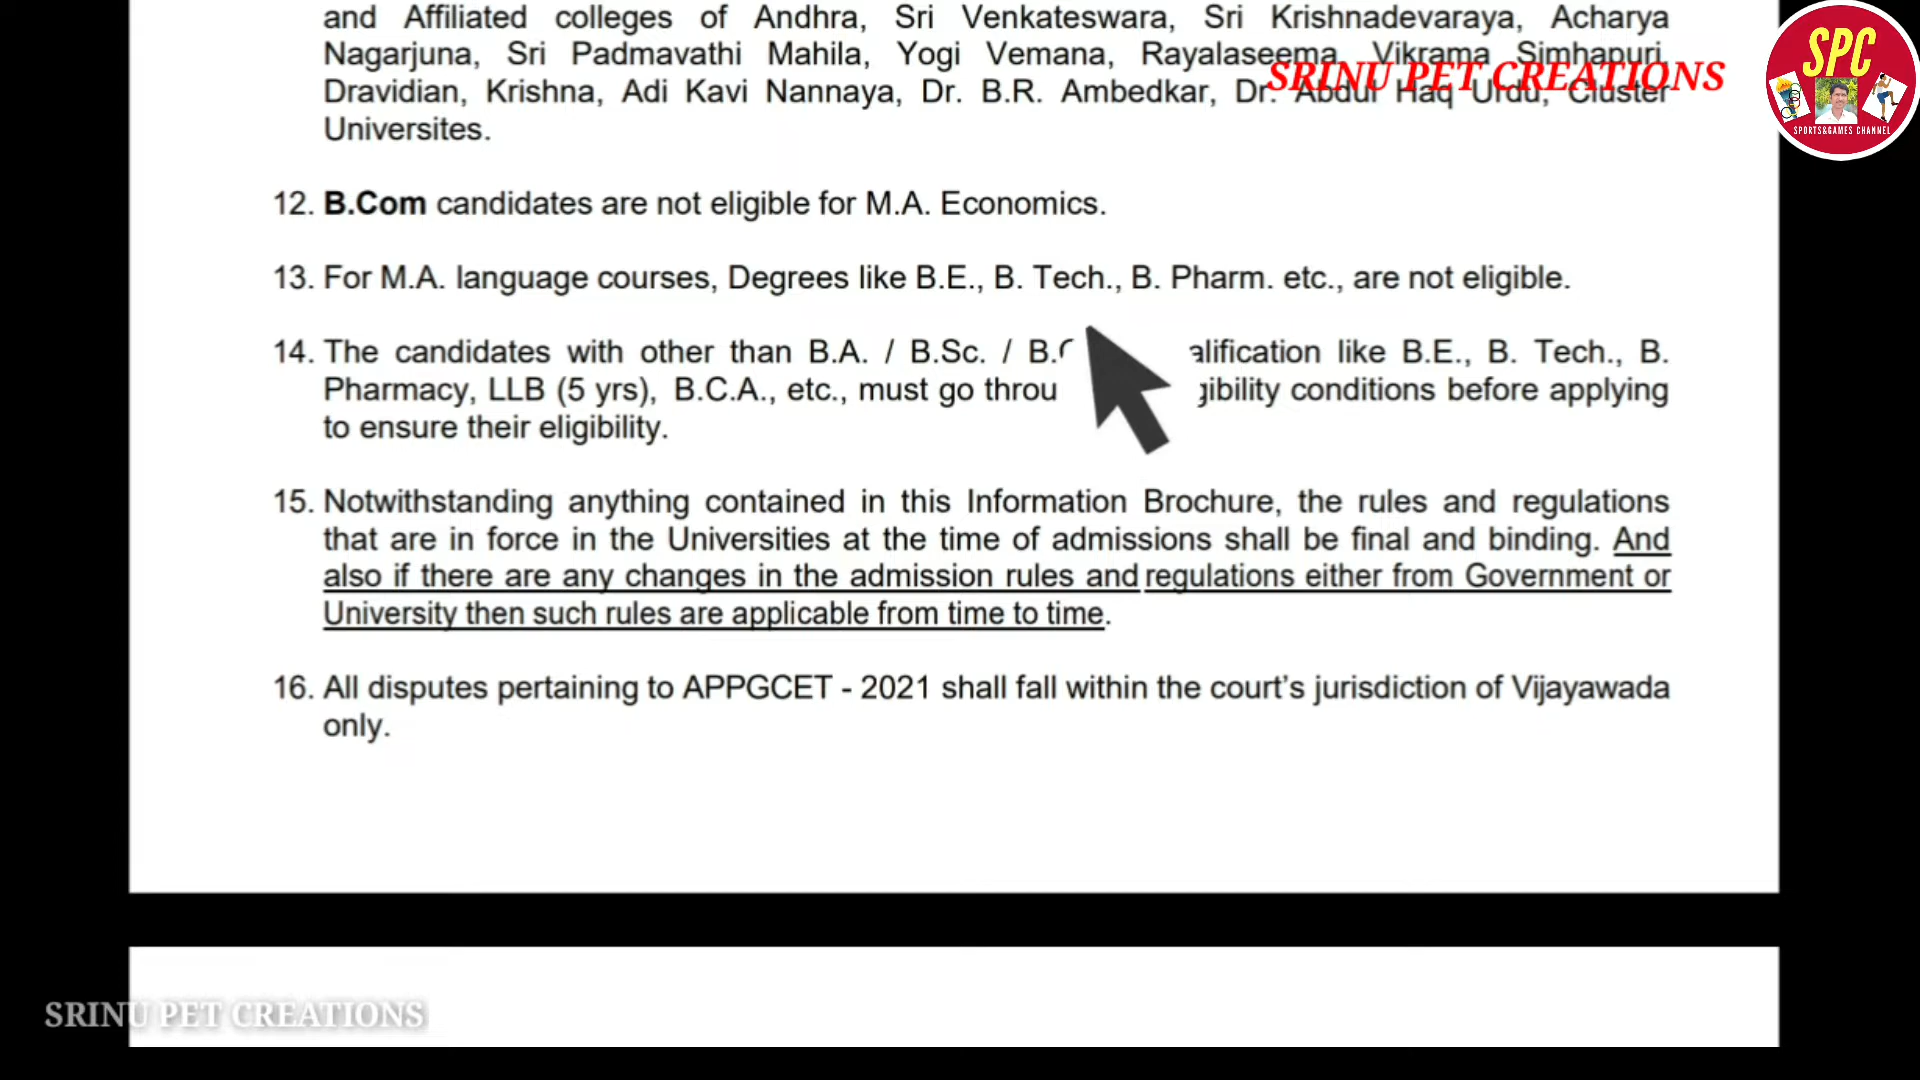 and Affiliated colleges of Andhra, Sri Venkateswara, Sri Krishnadevaraya, Acharya
Nagarjuna, Sri Padmavathi Mahila, Yogi Vemana, Rayalaseema, Vikrama Simhapuri,
SRINU PET CREATIONS
Dravidian, Krishna, Adi Kavi Nannaya, Dr. B.R. Ambedkar, Dr. Abdul Haq Urdu, Cluster
Universites.
SPC
SPORTS&GAMES CHANNEL
12. B.Com candidates are not eligible for M.A. Economics.
13. For M.A. language courses, Degrees like B.E., B. Tech., B. Pharm. etc., are not eligible.
14. The candidates with other than B.A. / B.Sc. / like B.E., B. Tech., B.
Pharmacy, LLB (5 yrs), B.C.A., etc., must go conditions before applying
to ensure their eligibility.
15. Notwithstanding anything contained in this Information Brochure, the rules and regulations
that are in force in the Universities at the time of admissions shall be final and binding. And
also if there are any changes in the admission rules and regulations either from Government or
University then such rules are applicable from time to time.
16. All disputes pertaining to APPGCET - 2021 shall fall within the court's jurisdiction of Vijayawada
only.
SRINU PET CREATIONS